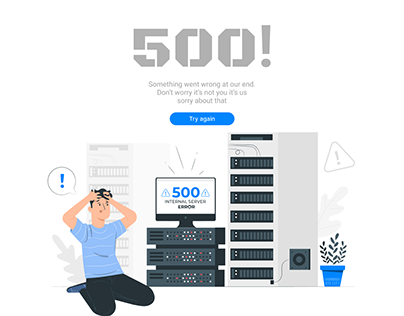 500!
Something went wrong at our end.
Don't worry it's not you it's us
sorry about that
Try again
!
!
500
INTERNAL SERVER
ERROR
!
!